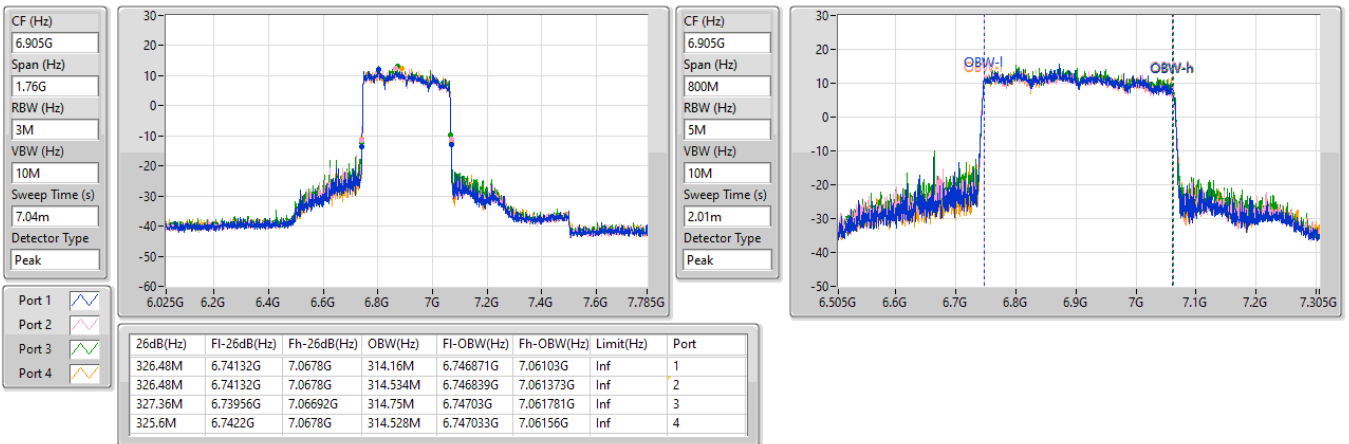 CF (Hz)
6.905G
Span (Hz)
1.76G
RBW (Hz)
3M
VBW (Hz)
10M
Sweep Time (s)
7.04m
Detector Type
Peak
30
20
10
0
-10
-20
-30
-40
-50
-60
6.025G 6.2G 6.4G 6.6G 6.8G 7G 7.2G 7.4G 7.6G 7.785G
CF (Hz)
6.905G
Span (Hz)
800M
RBW (Hz)
5M
VBW (Hz)
10M
Sweep Time (s)
2.01m
Detector Type
Peak
30
20
10
0
-10
-20
-30
-40
-50
OBW-l
OBW-h
6.505G 6.6G 6.7G 6.8G 6.9G 7G 7.1G 7.2G 7.305G
Port 1
Port 2
Port 3
Port 4
26dB(Hz) Fl-26dB(Hz) Fh-26dB(Hz) OBW(Hz) Fl-OBW(Hz) Fh-OBW(Hz) Limit(Hz) Port
326.48M 6.74132G 7.0678G 314.16M 6.746871G 7.06103G Inf 1
326.48M 6.74132G 7.0678G 314.534M 6.746839G 7.061373G Inf 2
327.36M 6.73956G 7.06692G 314.75M 6.74703G 7.061781G Inf 3
325.6M 6.7422G 7.0678G 314.528M 6.747033G 7.06156G Inf 4